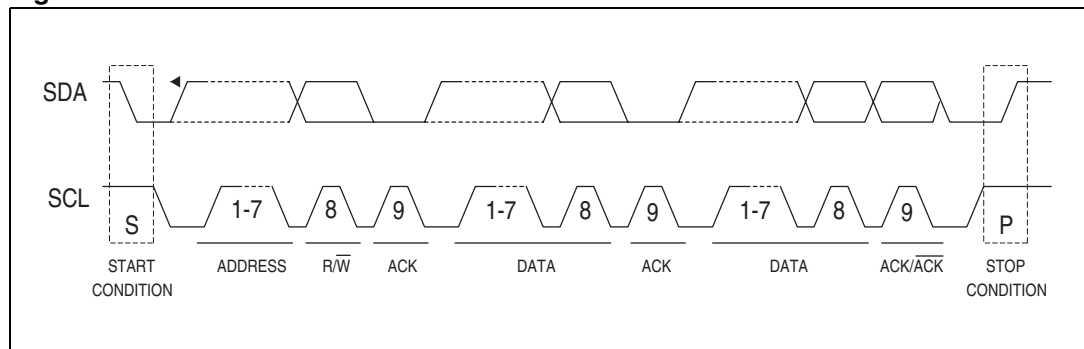 SDA
SCL
S
1-7
8
9
1-7
8
9
1-7
8
9
P
START CONDITION
ADDRESS
R/W̅
ACK
DATA
ACK
DATA
ACK/A̅C̅K̅
STOP CONDITION